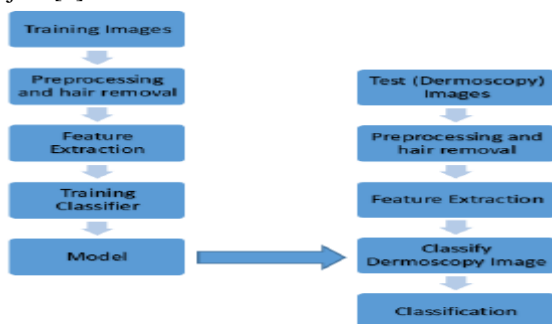 Training Images
Preprocessing
and hair removal
Feature
Extraction
Training
Classifier
Model
Test (Dermoscopy)
Images
Preprocessing and
hair removal
Feature Extraction
Classify
Dermoscopy Image
Classification